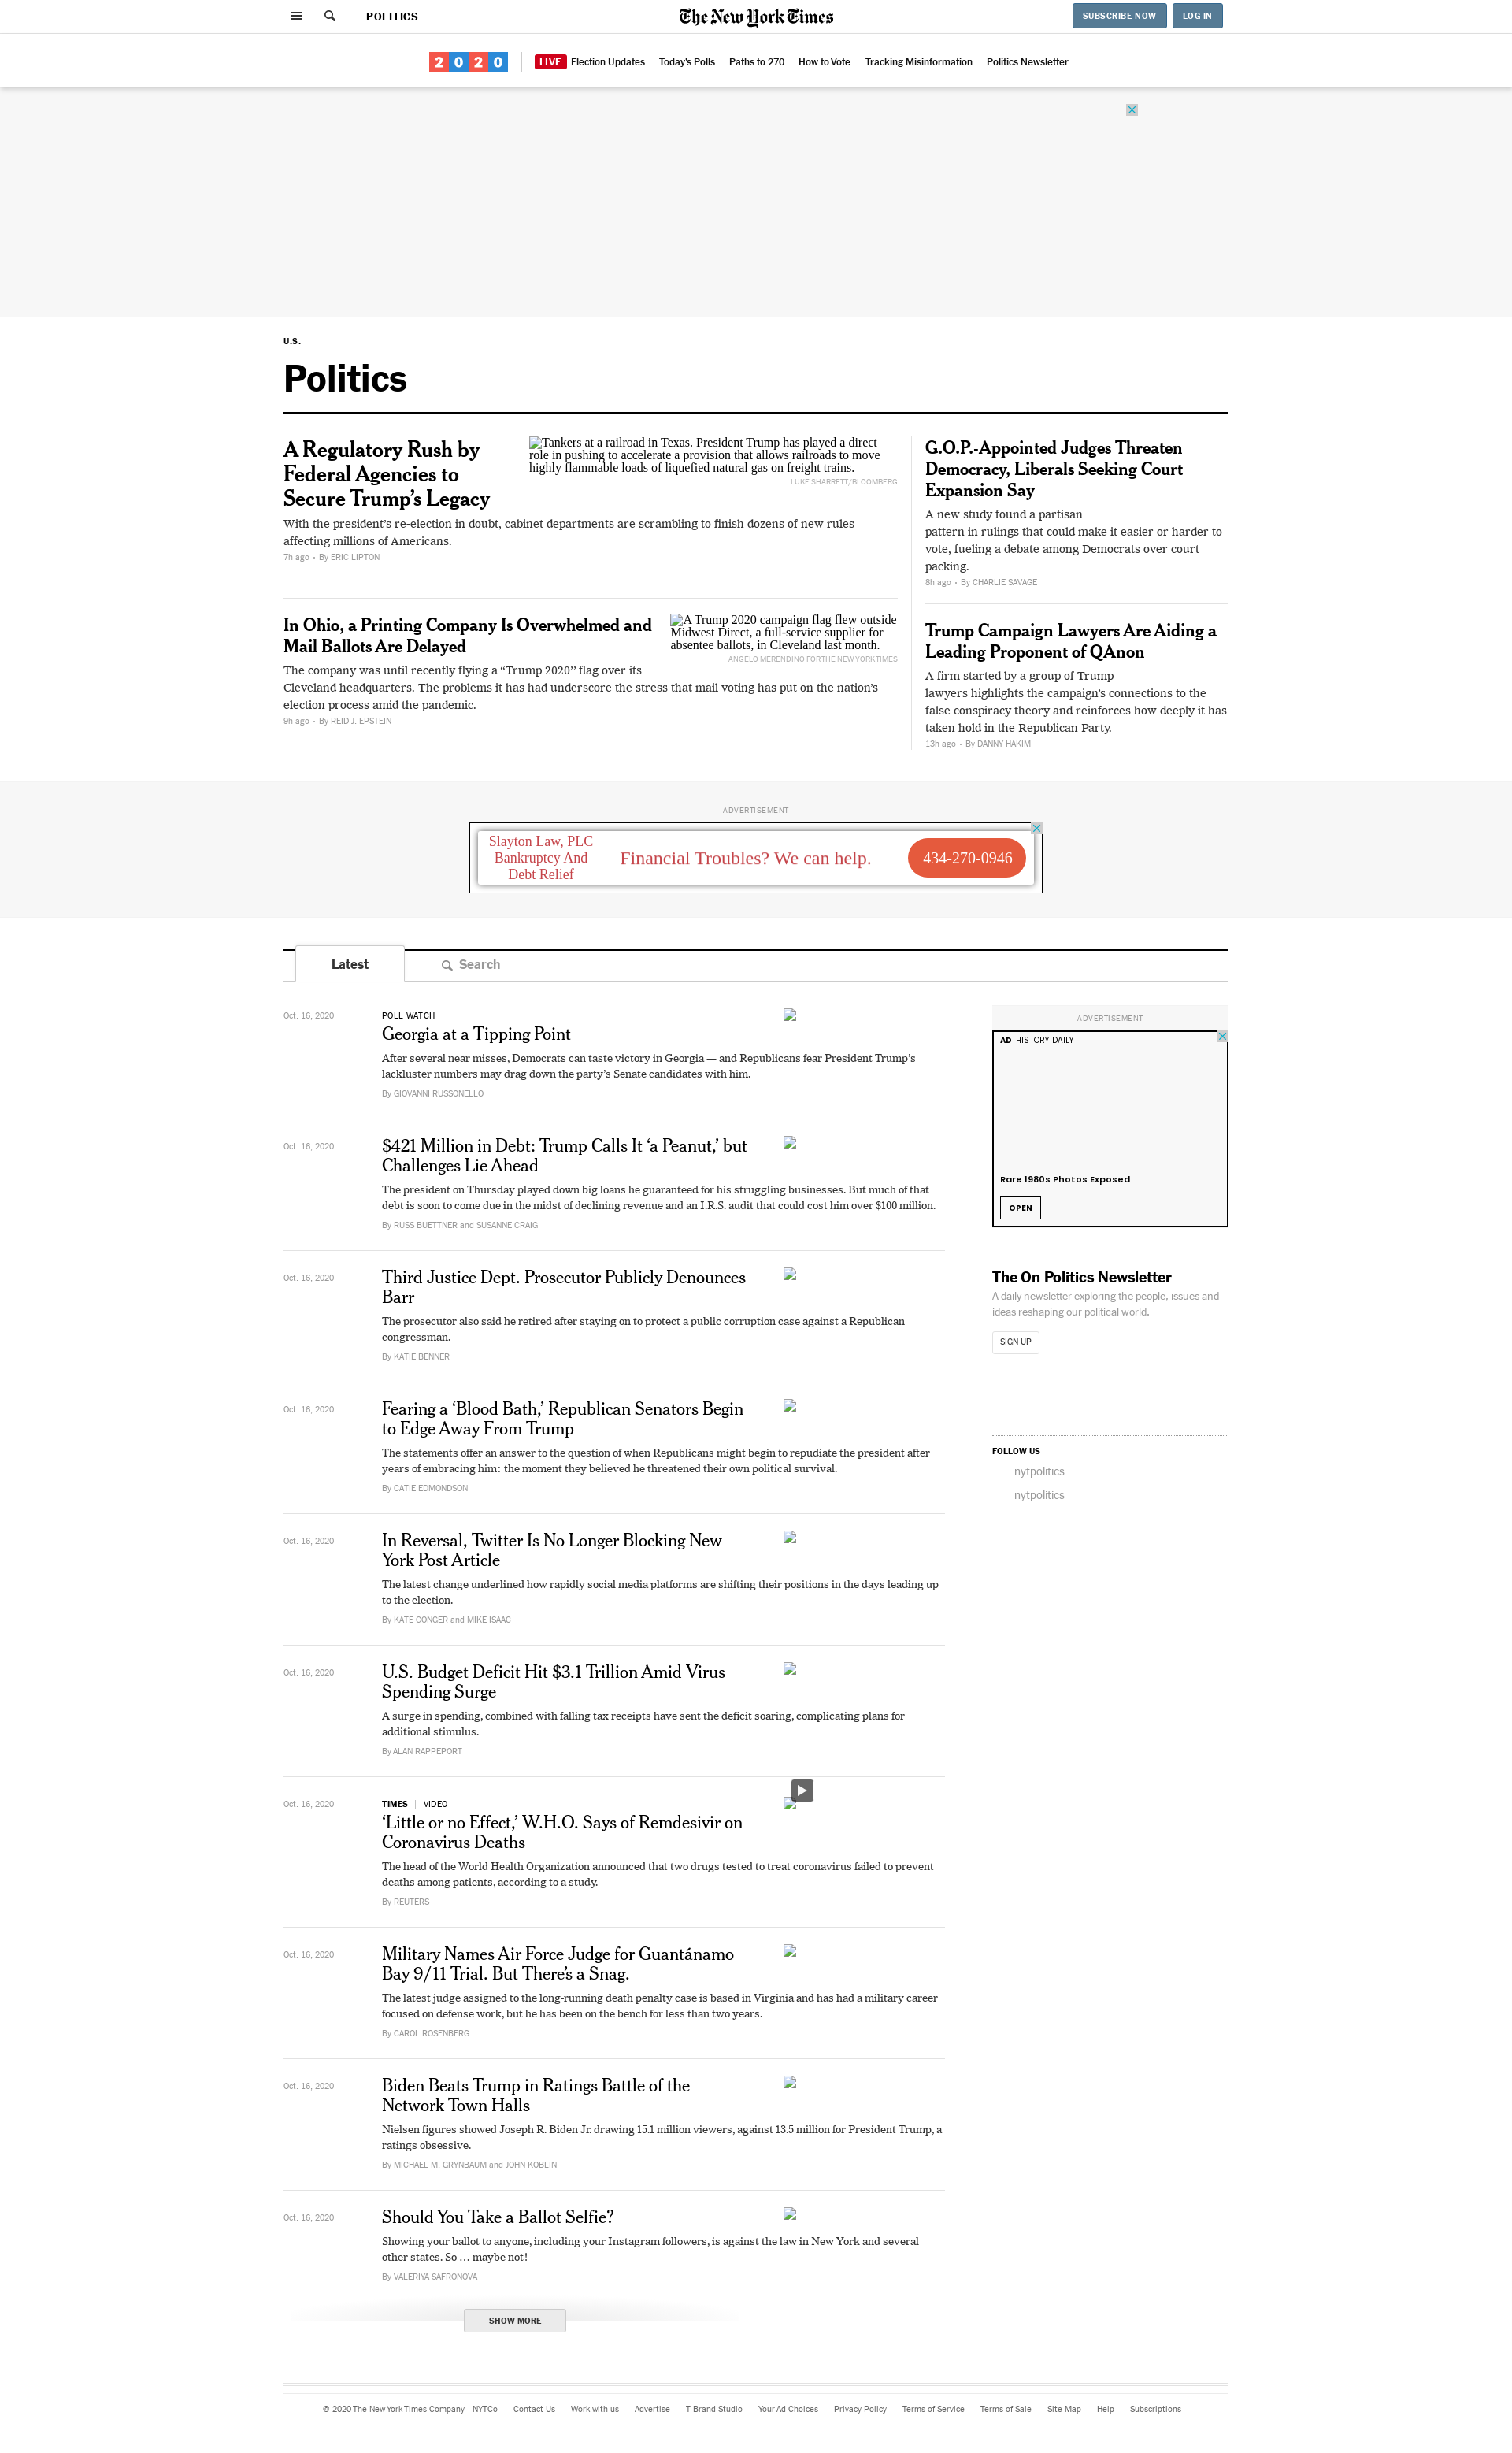 POLITICS
The New York Times
SUBSCRIBE NOW
LOG IN
2020
LIVE Election Updates
Today's Polls
Paths to 270
How to Vote
Tracking Misinformation
Politics Newsletter
U.S.
Politics
A Regulatory Rush by
Federal Agencies to
Secure Trump’s Legacy
Tankers at a railroad in Texas. President Trump has played a direct
role in pushing to accelerate a provision that allows railroads to move
highly flammable loads of liquefied natural gas on freight trains.
LUKE SHARRETT/BLOOMBERG
With the president’s re-election in doubt, cabinet departments are scrambling to finish dozens of new rules
affecting millions of Americans.
7h ago • By ERIC LIPTON
In Ohio, a Printing Company Is Overwhelmed and
Mail Ballots Are Delayed
A Trump 2020 campaign flag flew outside
Midwest Direct, a full-service supplier for
absentee ballots, in Cleveland last month.
ANGELO MERENDINO FOR THE NEW YORK TIMES
The company was until recently flying a “Trump 2020” flag over its
Cleveland headquarters. The problems it has had underscore the stress that mail voting has put on the nation’s
election process amid the pandemic.
9h ago • By REID J. EPSTEIN
G.O.P.-Appointed Judges Threaten
Democracy, Liberals Seeking Court
Expansion Say
A new study found a partisan
pattern in rulings that could make it easier or harder to
vote, fueling a debate among Democrats over court
packing.
8h ago • By CHARLIE SAVAGE
Trump Campaign Lawyers Are Aiding a
Leading Proponent of QAnon
A firm started by a group of Trump
lawyers highlights the campaign’s connections to the
false conspiracy theory and reinforces how deeply it has
taken hold in the Republican Party.
13h ago • By DANNY HAKIM
ADVERTISEMENT
Slayton Law, PLC
Bankruptcy And
Debt Relief
Financial Troubles? We can help.
434-270-0946
Latest
Search
Oct. 16, 2020
POLL WATCH
Georgia at a Tipping Point
After several near misses, Democrats can taste victory in Georgia — and Republicans fear President Trump’s
lackluster numbers may drag down the party’s Senate candidates with him.
By GIOVANNI RUSSONELLO
Oct. 16, 2020
$421 Million in Debt: Trump Calls It ‘a Peanut,’ but
Challenges Lie Ahead
The president on Thursday played down big loans he guaranteed for his struggling businesses. But much of that
debt is soon to come due in the midst of declining revenue and an I.R.S. audit that could cost him over $100 million.
By RUSS BUETTNER and SUSANNE CRAIG
Oct. 16, 2020
Third Justice Dept. Prosecutor Publicly Denounces
Barr
The prosecutor also said he retired after staying on to protect a public corruption case against a Republican
congressman.
By KATIE BENNER
Oct. 16, 2020
Fearing a ‘Blood Bath,’ Republican Senators Begin
to Edge Away From Trump
The statements offer an answer to the question of when Republicans might begin to repudiate the president after
years of embracing him: the moment they believed he threatened their own political survival.
By CATIE EDMONDSON
Oct. 16, 2020
In Reversal, Twitter Is No Longer Blocking New
York Post Article
The latest change underlined how rapidly social media platforms are shifting their positions in the days leading up
to the election.
By KATE CONGER and MIKE ISAAC
Oct. 16, 2020
U.S. Budget Deficit Hit $3.1 Trillion Amid Virus
Spending Surge
A surge in spending, combined with falling tax receipts have sent the deficit soaring, complicating plans for
additional stimulus.
By ALAN RAPPEPORT
Oct. 16, 2020
TIMES | VIDEO
‘Little or no Effect,’ W.H.O. Says of Remdesivir on
Coronavirus Deaths
The head of the World Health Organization announced that two drugs tested to treat coronavirus failed to prevent
deaths among patients, according to a study.
By REUTERS
Oct. 16, 2020
Military Names Air Force Judge for Guantánamo
Bay 9/11 Trial. But There’s a Snag.
The latest judge assigned to the long-running death penalty case is based in Virginia and has had a military career
focused on defense work, but he has been on the bench for less than two years.
By CAROL ROSENBERG
Oct. 16, 2020
Biden Beats Trump in Ratings Battle of the
Network Town Halls
Nielsen figures showed Joseph R. Biden Jr. drawing 15.1 million viewers, against 13.5 million for President Trump, a
ratings obsessive.
By MICHAEL M. GRYNBAUM and JOHN KOBLIN
Oct. 16, 2020
Should You Take a Ballot Selfie?
Showing your ballot to anyone, including your Instagram followers, is against the law in New York and several
other states. So … maybe not!
By VALERIYA SAFRONOVA
SHOW MORE
ADVERTISEMENT
AD HISTORY DAILY
Rare 1980s Photos Exposed
OPEN
The On Politics Newsletter
A daily newsletter exploring the people, issues and
ideas reshaping our political world.
SIGN UP
FOLLOW US
nytpolitics
nytpolitics
© 2020 The New York Times Company
NYTCo
Contact Us
Work with us
Advertise
T Brand Studio
Your Ad Choices
Privacy Policy
Terms of Service
Terms of Sale
Site Map
Help
Subscriptions